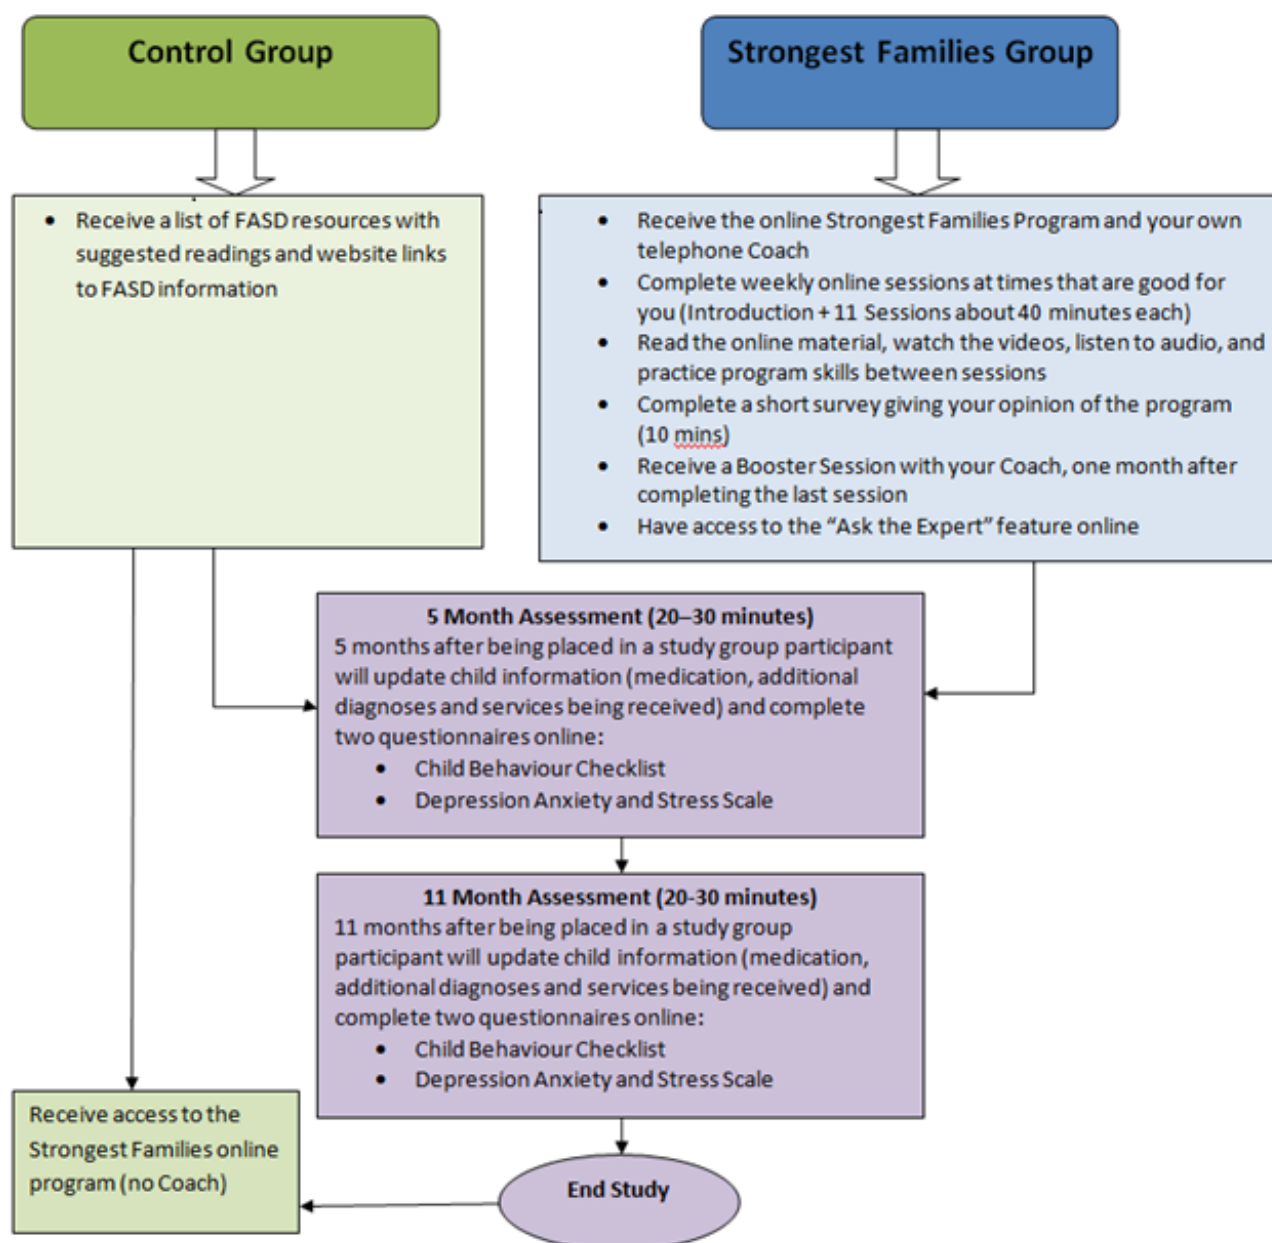 Control Group
Strongest Families Group
• Receive a list of FASD resources with
suggested readings and website links
to FASD information
• Receive the online Strongest Families Program and your own
telephone Coach
• Complete weekly online sessions at times that are good for
you (Introduction + 11 Sessions about 40 minutes each)
• Read the online material, watch the videos, listen to audio, and
practice program skills between sessions
• Complete a short survey giving your opinion of the program
(10 mins)
• Receive a Booster Session with your Coach, one month after
completing the last session
• Have access to the “Ask the Expert” feature online
5 Month Assessment (20–30 minutes)
5 months after being placed in a study group participant
will update child information (medication, additional
diagnoses and services being received) and complete
two questionnaires online:
• Child Behaviour Checklist
• Depression Anxiety and Stress Scale
11 Month Assessment (20-30 minutes)
11 months after being placed in a study group
participant will update child information (medication,
additional diagnoses and services being received) and
complete two questionnaires online:
• Child Behaviour Checklist
• Depression Anxiety and Stress Scale
Receive access to the
Strongest Families online
program (no Coach)
End Study